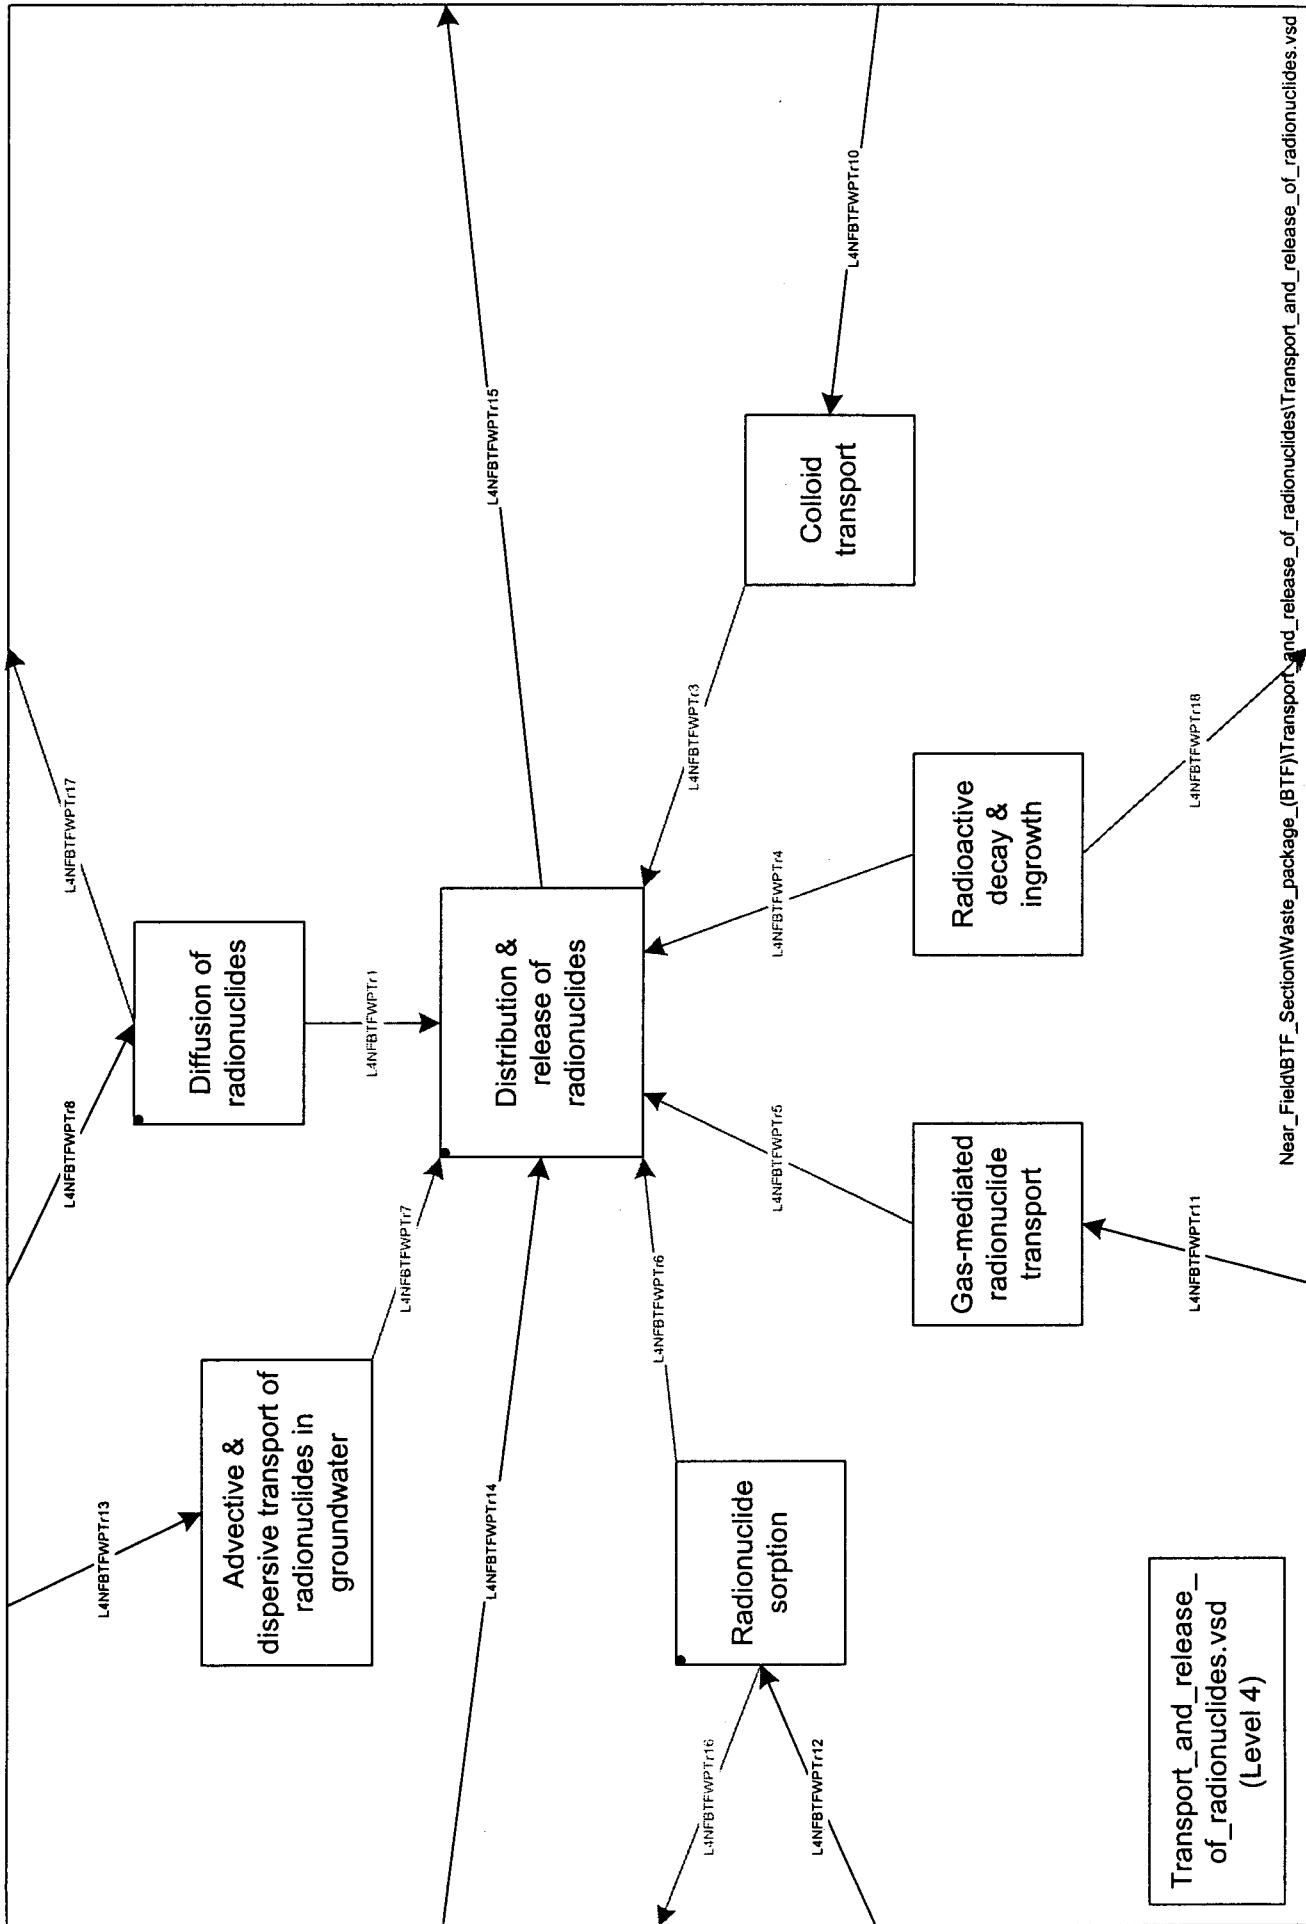 L4NFBTFWPTr13
L4NFBTFWPTr8
L4NFBTFWPTr17
Advective &
dispersive transport of
radionuclides in
groundwater
Diffusion of
radionuclides
L4NFBTFWPTr7
L4NFBTFWPTr1
L4NFBTFWPTr14
L4NFBTFWPTr15
Distribution &
release of
radionuclides
L4NFBTFWPTr16
L4NFBTFWPTr6
L4NFBTFWPTr3
Radionuclide
sorption
L4NFBTFWPTr12
L4NFBTFWPTr5
L4NFBTFWPTr4
Colloid
transport
L4NFBTFWPTr10
Gas-mediated
radionuclide
transport
Radioactive
decay &
ingrowth
L4NFBTFWPTr11
L4NFBTFWPTr18
Transport_and_release_
of_radionuclides.vsd
(Level 4)
Near_Field\BTF_Section\Waste_package_(BTF)\Transport_and_release_of_radionuclides\Transport_and_release_of_radionuclides.vsd